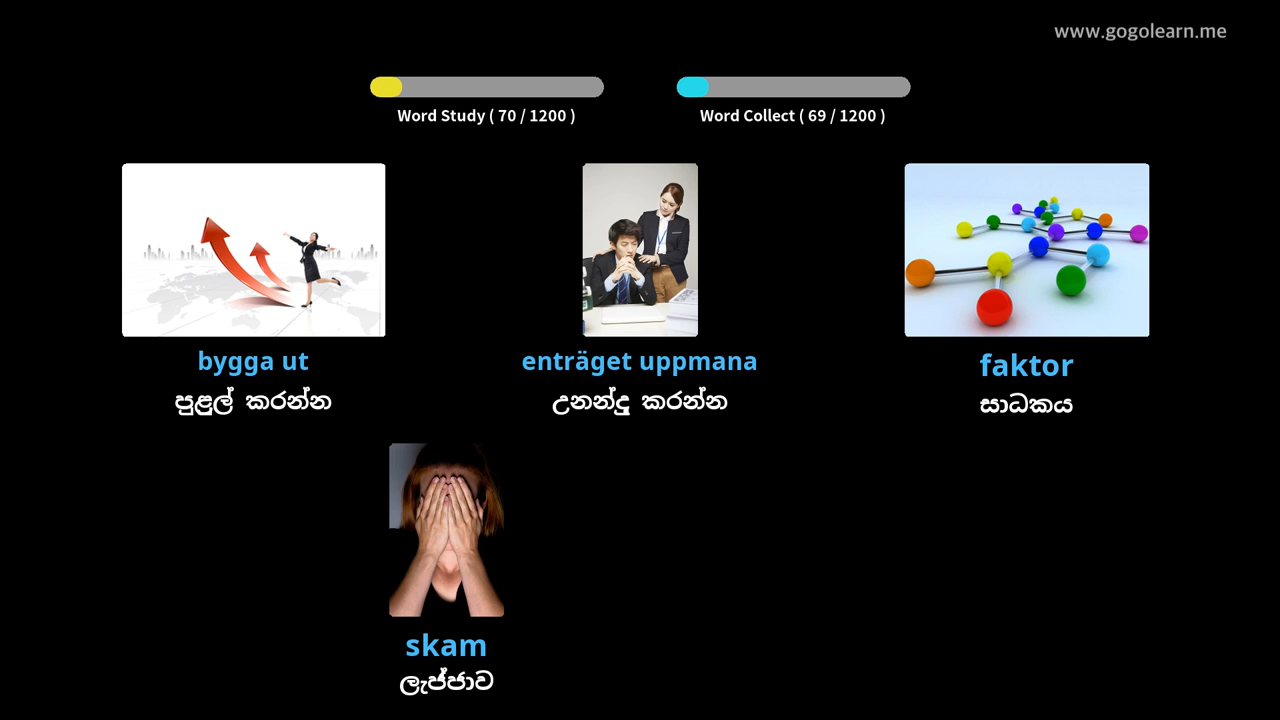 www.gogolearn.me
Word Study ( 70 / 1200 )
Word Collect ( 69 / 1200 )
bygga ut
enträget uppmana
faktor
පුළුල් කරන්න
උනන්දු කරන්න
සාධකය
skam
ලැජ්ජාව